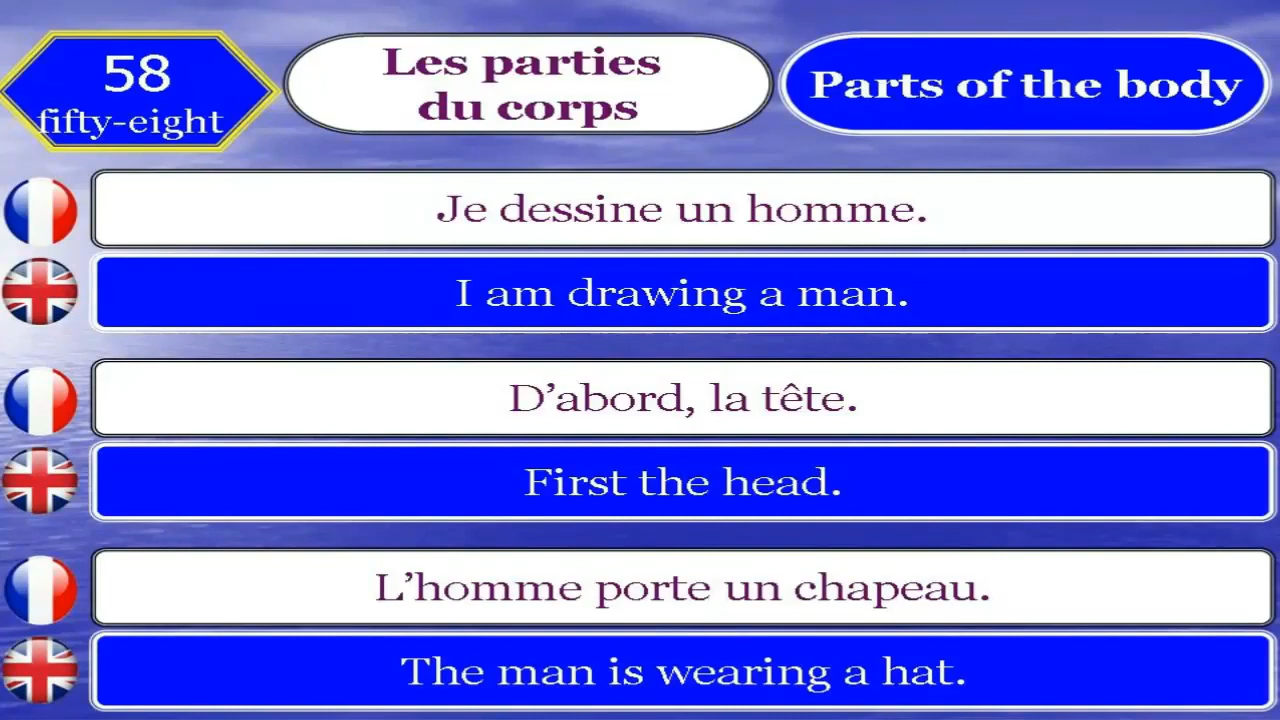 58
fifty-eight
Les parties
du corps
Parts of the body
Je dessine un homme.
I am drawing a man.
D’abord, la tête.
First the head.
L’homme porte un chapeau.
The man is wearing a hat.